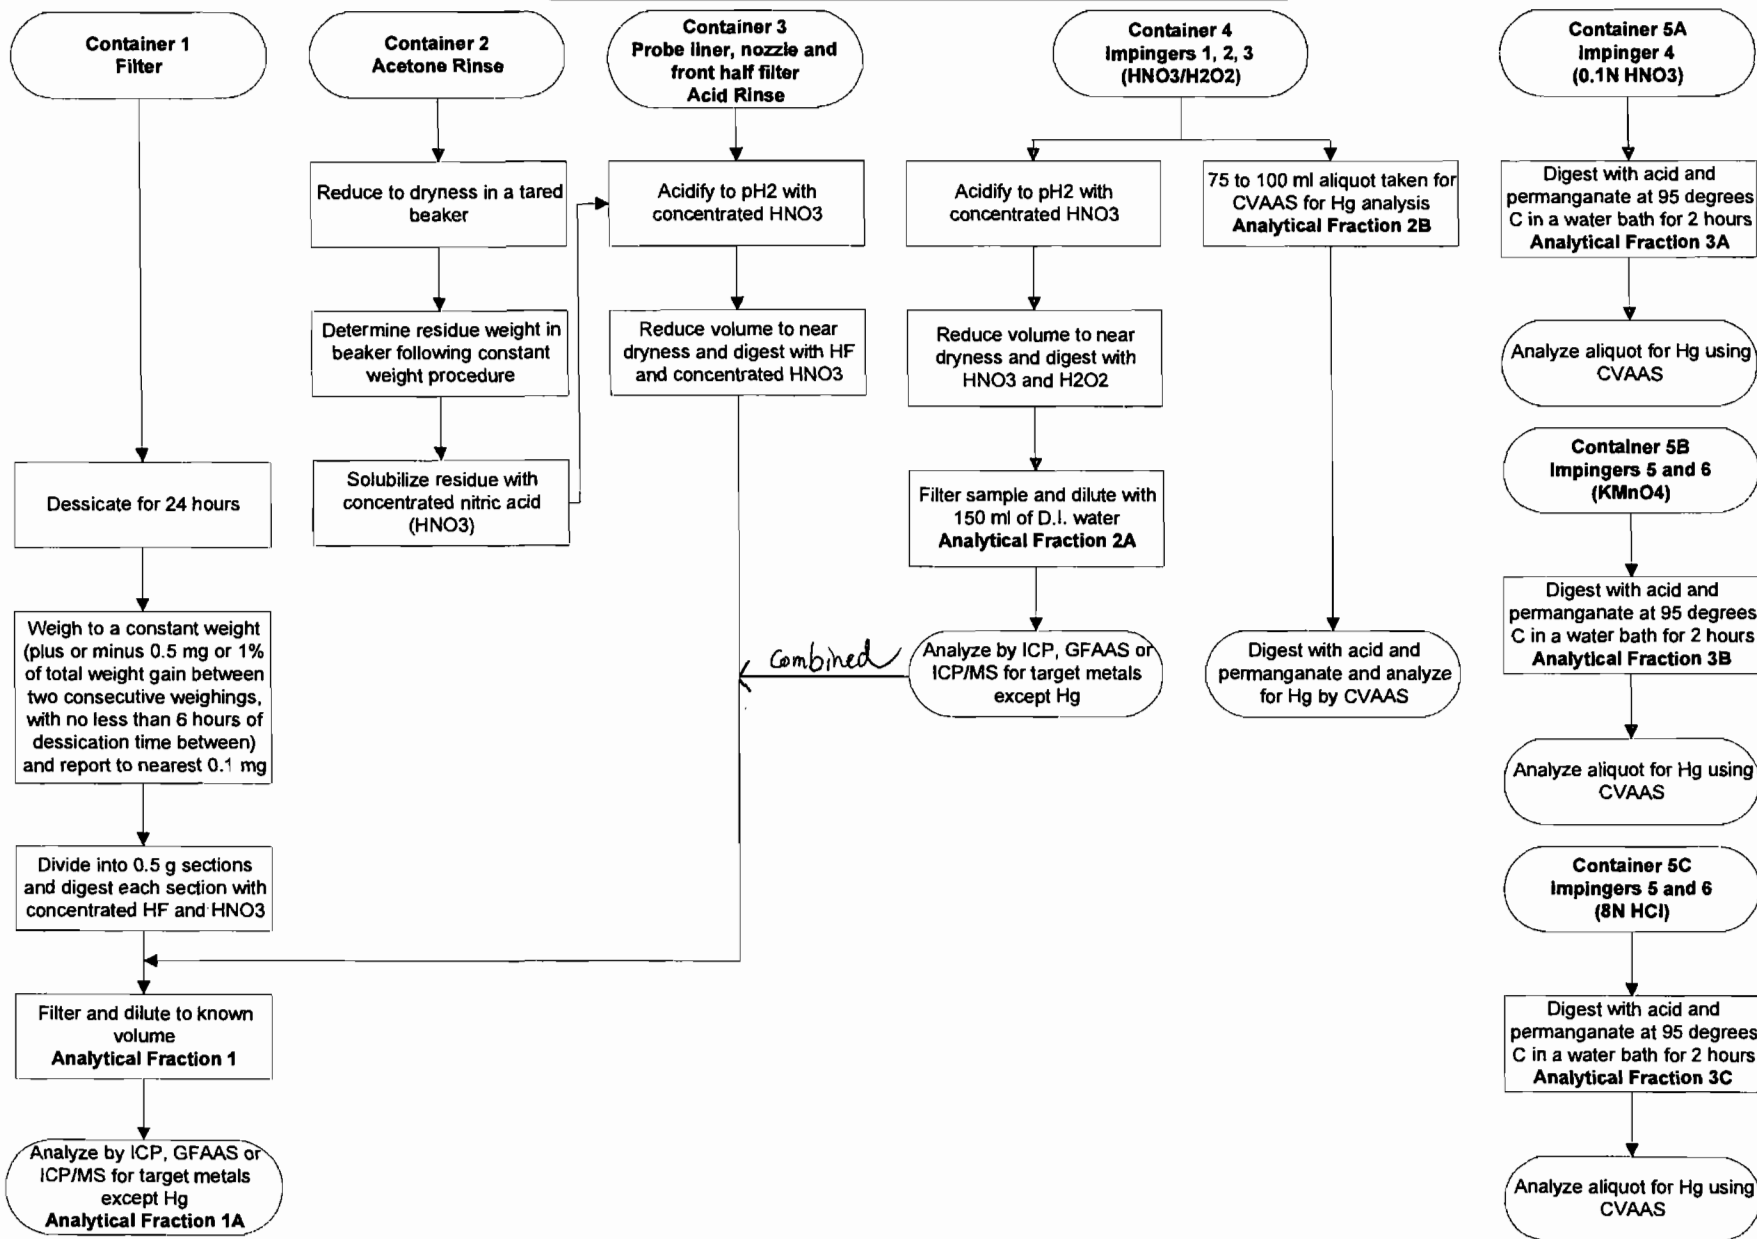 Container 1
Filter
Container 2
Acetone Rinse
Container 3
Probe liner, nozzle and
front half filter
Acid Rinse
Container 4
Impingers 1, 2, 3
(HNO3/H2O2)
Container 5A
Impinger 4
(0.1N HNO3)
Reduce to dryness in a tared
beaker
Acidify to pH2 with
concentrated HNO3
Acidify to pH2 with
concentrated HNO3
75 to 100 ml aliquot taken for
CVAAS for Hg analysis
Analytical Fraction 2B
Digest with acid and
permanganate at 95 degrees
C in a water bath for 2 hours
Analytical Fraction 3A
Determine residue weight in
beaker following constant
weight procedure
Reduce volume to near
dryness and digest with HF
and concentrated HNO3
Reduce volume to near
dryness and digest with
HNO3 and H2O2
Analyze aliquot for Hg using
CVAAS
Dessicate for 24 hours
Solubilize residue with
concentrated nitric acid
(HNO3)
Filter sample and dilute with
150 ml of D.I. water
Analytical Fraction 2A
Container 5B
Impingers 5 and 6
(KMnO4)
Weigh to a constant weight
(plus or minus 0.5 mg or 1%
of total weight gain between
two consecutive weighings,
with no less than 6 hours of
dessication time between)
and report to nearest 0.1 mg
Combined
Analyze by ICP, GFAAS or
ICP/MS for target metals
except Hg
Digest with acid and
permanganate and analyze
for Hg by CVAAS
Digest with acid and
permanganate at 95 degrees
C in a water bath for 2 hours
Analytical Fraction 3B
Analyze aliquot for Hg using
CVAAS
Divide into 0.5 g sections
and digest each section with
concentrated HF and HNO3
Container 5C
Impingers 5 and 6
(8N HCl)
Filter and dilute to known
volume
Analytical Fraction 1
Digest with acid and
permanganate at 95 degrees
C in a water bath for 2 hours
Analytical Fraction 3C
Analyze by ICP, GFAAS or
ICP/MS for target metals
except Hg
Analytical Fraction 1A
Analyze aliquot for Hg using
CVAAS